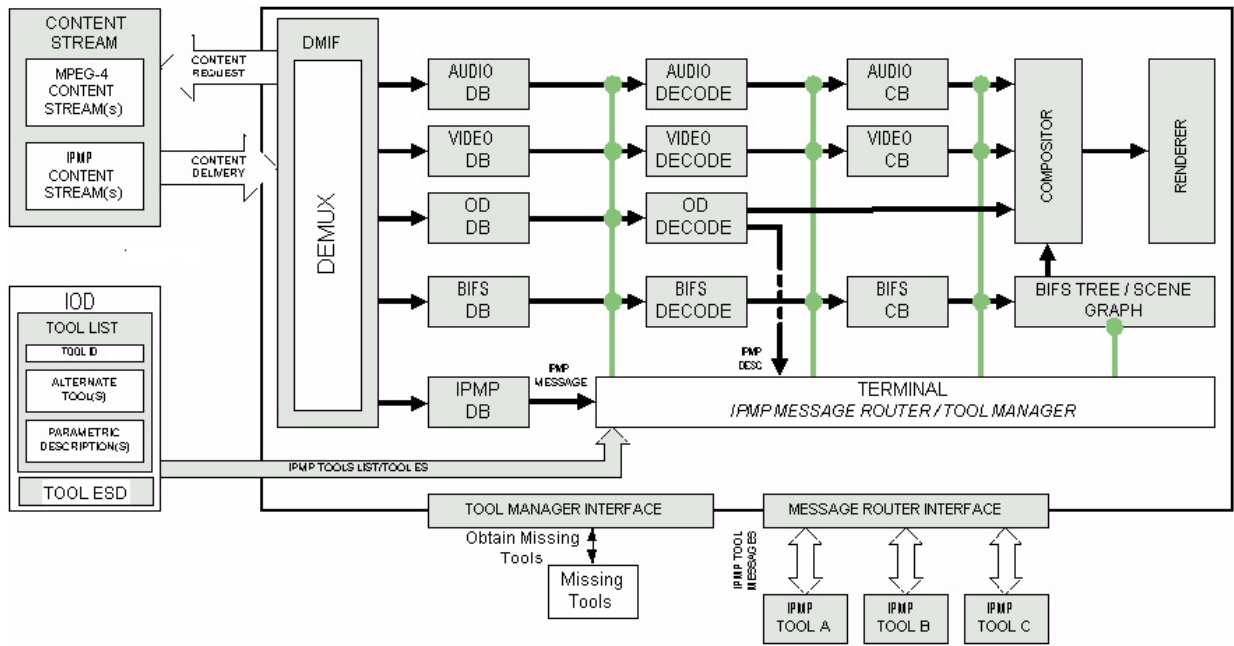 CONTENT
STREAM
MPEG-4
CONTENT
STREAM(s)
IPMP
CONTENT
STREAM(s)
CONTENT
REQUEST
CONTENT
DELIVERY
DMIF
DEMUX
AUDIO
DB
AUDIO
DECODE
AUDIO
CB
VIDEO
DB
VIDEO
DECODE
VIDEO
CB
OD
DB
OD
DECODE
BIFS
DB
BIFS
DECODE
BIFS
CB
COMPOSITOR
RENDERER
BIFS TREE / SCENE
GRAPH
IPMP
DB
IPMP
MESSAGE
IPMP
DESC
TERMINAL
IPMP MESSAGE ROUTER / TOOL MANAGER
IOD
TOOL LIST
TOOL ID
ALTERNATE
TOOL(S)
PARAMETRIC
DESCRIPTION(S)
TOOL ESD
IPMP TOOLS LIST/TOOL ES
TOOL MANAGER INTERFACE
MESSAGE ROUTER INTERFACE
Obtain Missing
Tools
Missing
Tools
IPMP TOOL
MESSAGES
IPMP
TOOL A
IPMP
TOOL B
IPMP
TOOL C